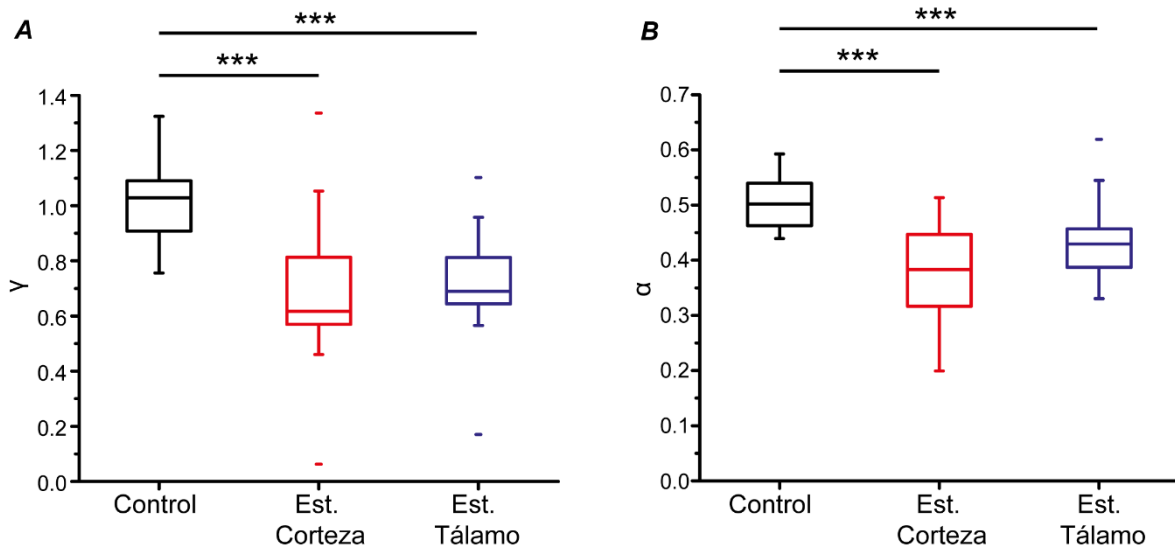 A
***
***
1.4
1.2
1.0
0.8
0.6
0.4
0.2
0.0
γ
Control
Est.
Corteza
Est.
Tálamo
B
***
***
0.7
0.6
0.5
0.4
0.3
0.2
0.1
0.0
α
Control
Est.
Corteza
Est.
Tálamo